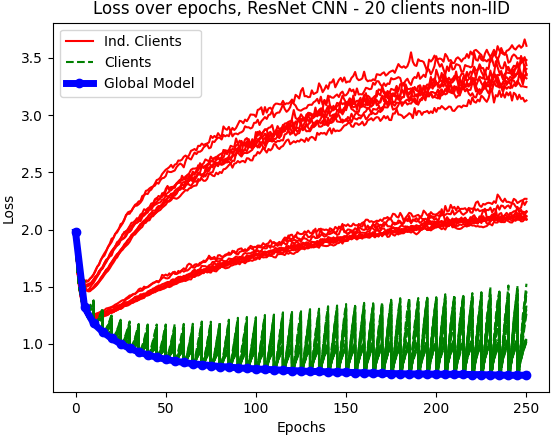 Loss over epochs, ResNet CNN - 20 clients non-IID
Ind. Clients
Clients
Global Model
Loss
3.5
3.0
2.5
2.0
1.5
1.0
0
50
100
150
200
250
Epochs